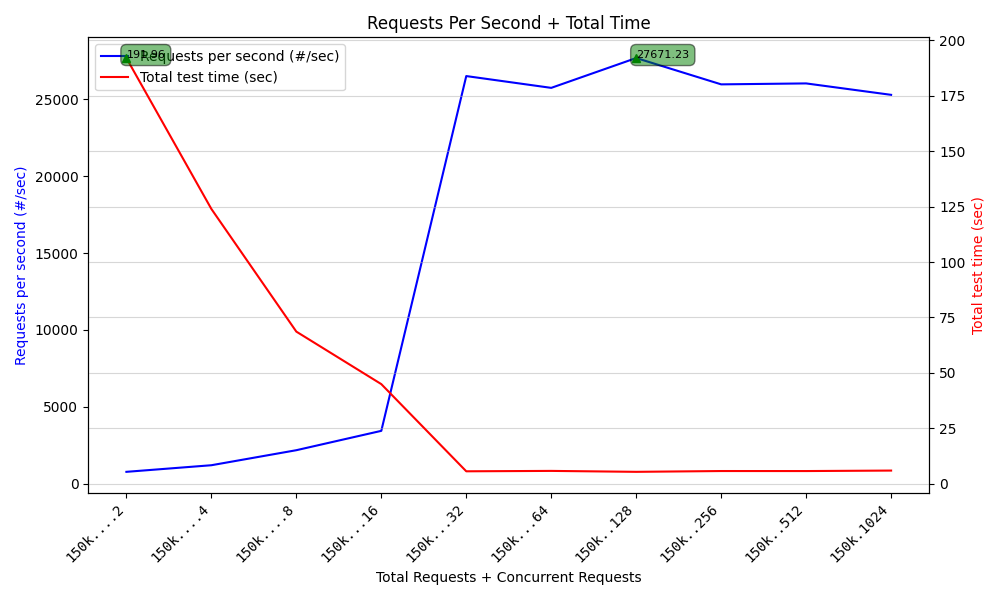 Requests Per Second + Total Time
191.96
27671.23
Requests per second (#/sec)
Total test time (sec)
Requests per second (#/sec)
25000
20000
15000
10000
5000
0
200
175
150
125
100
75
50
25
0
Total test time (sec)
150k....2
150k....4
150k....8
150k...16
150k...32
150k...64
150k..128
150k..256
150k..512
150k.1024
Total Requests + Concurrent Requests